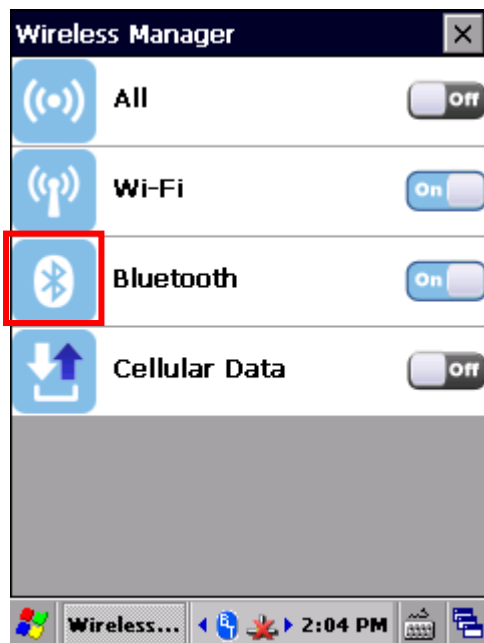 Wireless Manager
All
Off
Wi-Fi
On
Bluetooth
On
Cellular Data
Off
Wireless... 2:04 PM